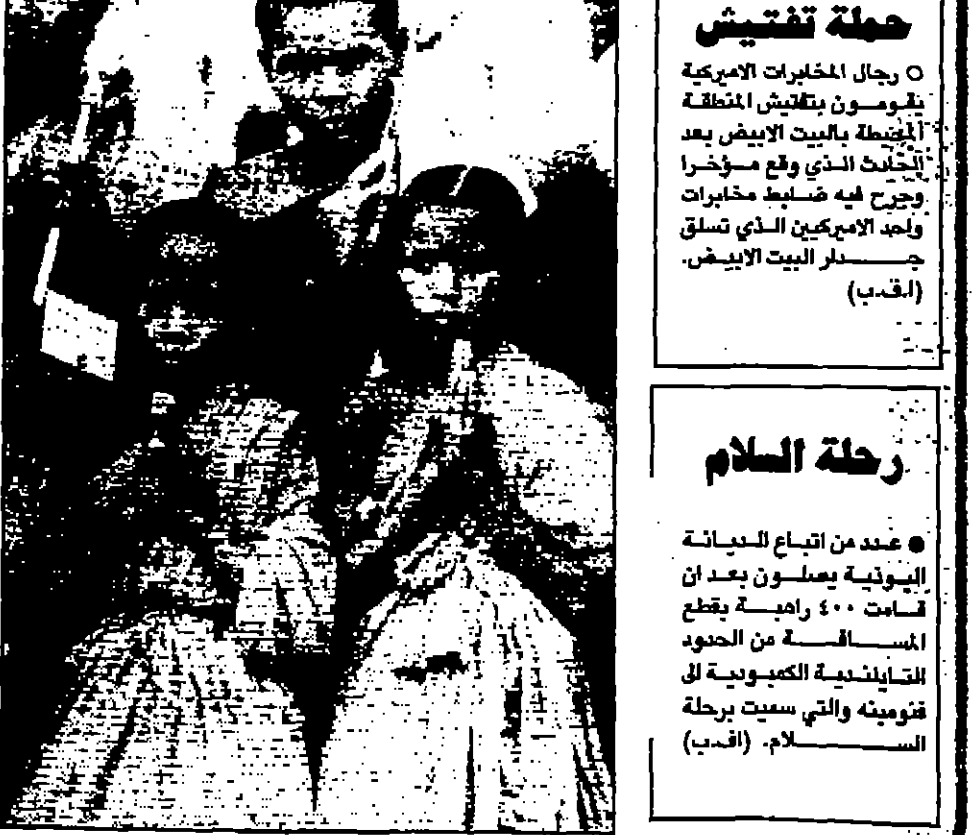 حملة تفتيش
○ رجال المخابرات الاميركية
يقومون بتفتيش المنطقة
المحيطة بالبيت الابيض بعد
الحادث الذي وقع مؤخرا
وجرح فيه ضابط مخابرات
واحد الاميركيين الذي تسلق
جدار البيت الابيض.
(ا.ف.ب)
رحلة السلام
● عدد من اتباع الديانة
البوذية يصلون بعد ان
قامت ٤٠٠ راهبة بقطع
المسافة من الحدود
التايلندية الكمبودية الى
فنومبنه والتي سميت برحلة
السلام. (اف.ب)